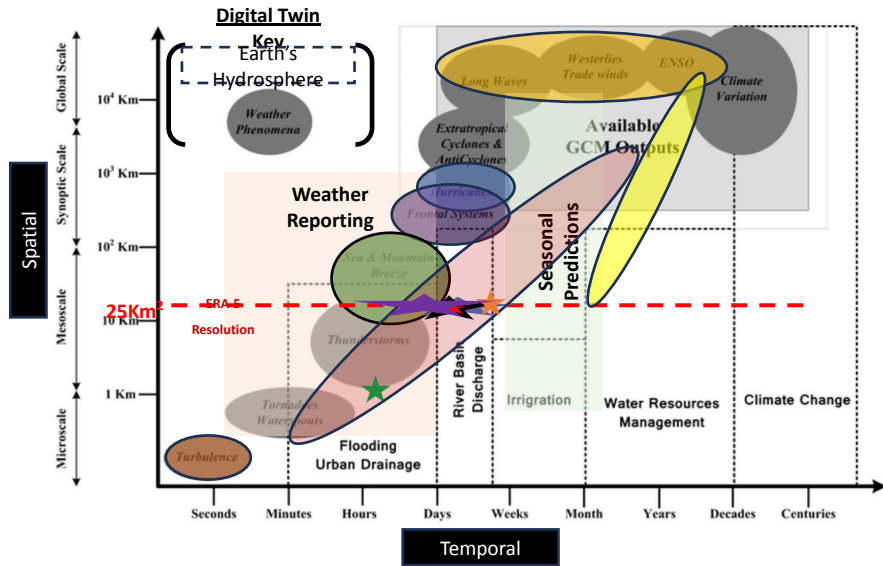 Digital Twin
Key
Earth's
Hydrosphere
Weather
Phenomena
Global Scale
Synoptic Scale
Mesoscale
Microscale
Spatial
10⁴ Km
10³ Km
10² Km
10 Km
1 Km
25Km²
ERA-5
Resolution
Long Waves
Westerlies
Trade winds
ENSO
Climate
Variation
Extratropical
Cyclones &
AntiCyclones
Available
GCM Outputs
Hurricanes
Frontal Systems
Weather
Reporting
Sea & Mountain
Breeze
Seasonal
Predictions
Thunderstorms
Tornadoes
Waterspouts
Turbulence
Flooding
Urban Drainage
River Basin
Discharge
Irrigation
Water Resources
Management
Climate Change
Seconds
Minutes
Hours
Days
Weeks
Month
Years
Decades
Centuries
Temporal